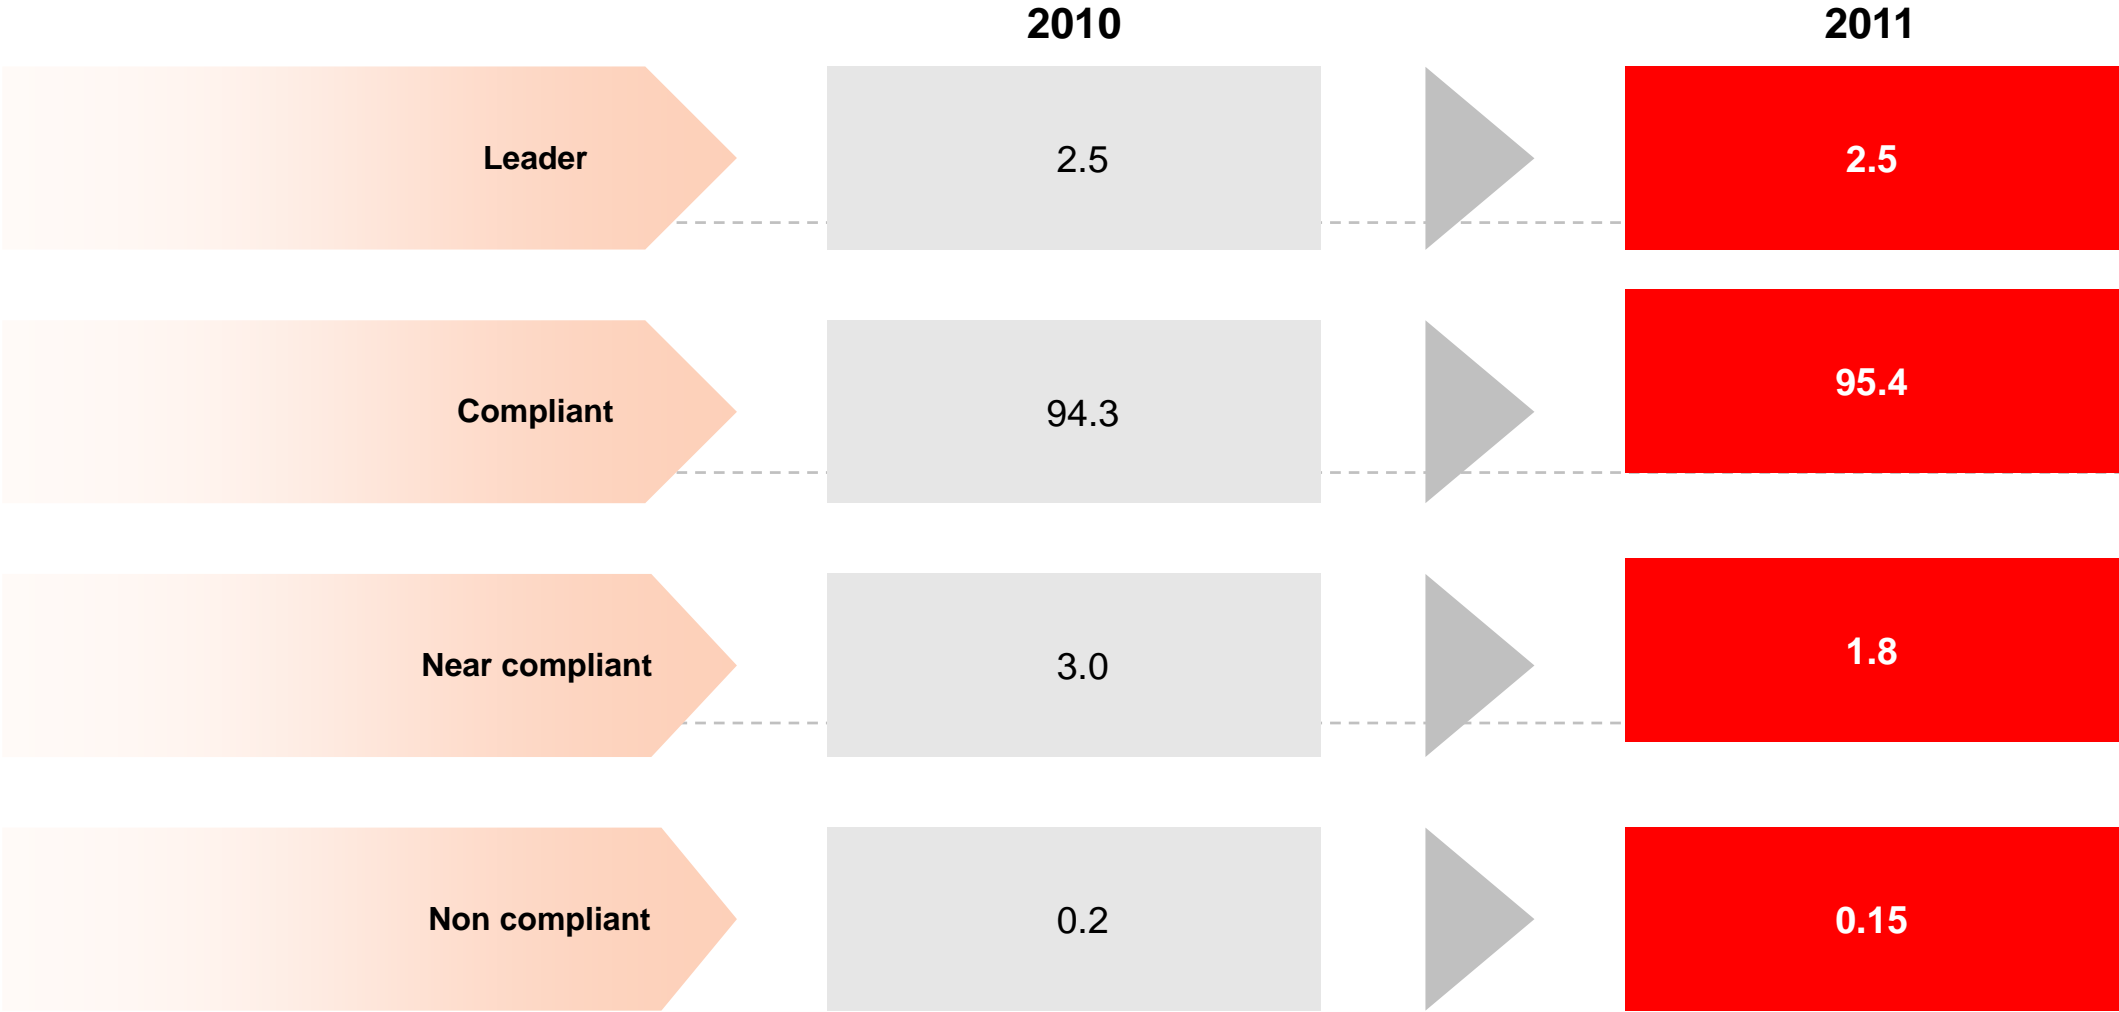 2010 2011
Leader 2.5 2.5
Compliant 94.3 95.4
Near compliant 3.0 1.8
Non compliant 0.2 0.15